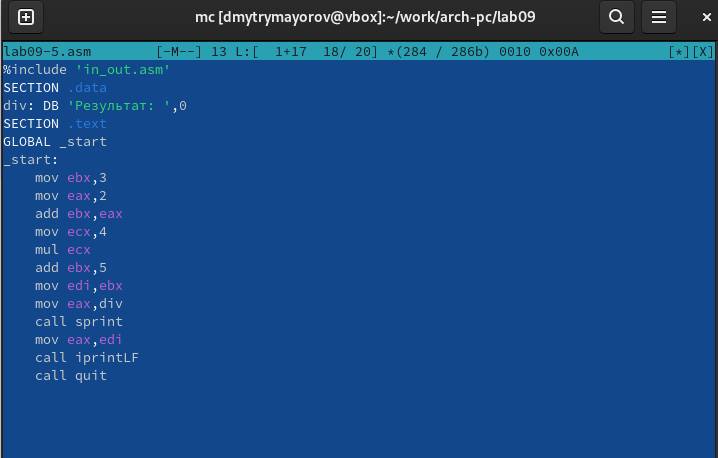 mc [dmytrymayorov@vbox]:~/work/arch-pc/lab09
lab09-5.asm [-M--] 13 L:[ 1+17 18/ 20] *(284 / 286b) 0010 0x00A [*][X]
%include 'in_out.asm'
SECTION .data
div: DB 'Результат: ',0
SECTION .text
GLOBAL _start
_start:
    mov ebx,3
    mov eax,2
    add ebx,eax
    mov ecx,4
    mul ecx
    add ebx,5
    mov edi,ebx
    mov eax,div
    call sprint
    mov eax,edi
    call iprintLF
    call quit